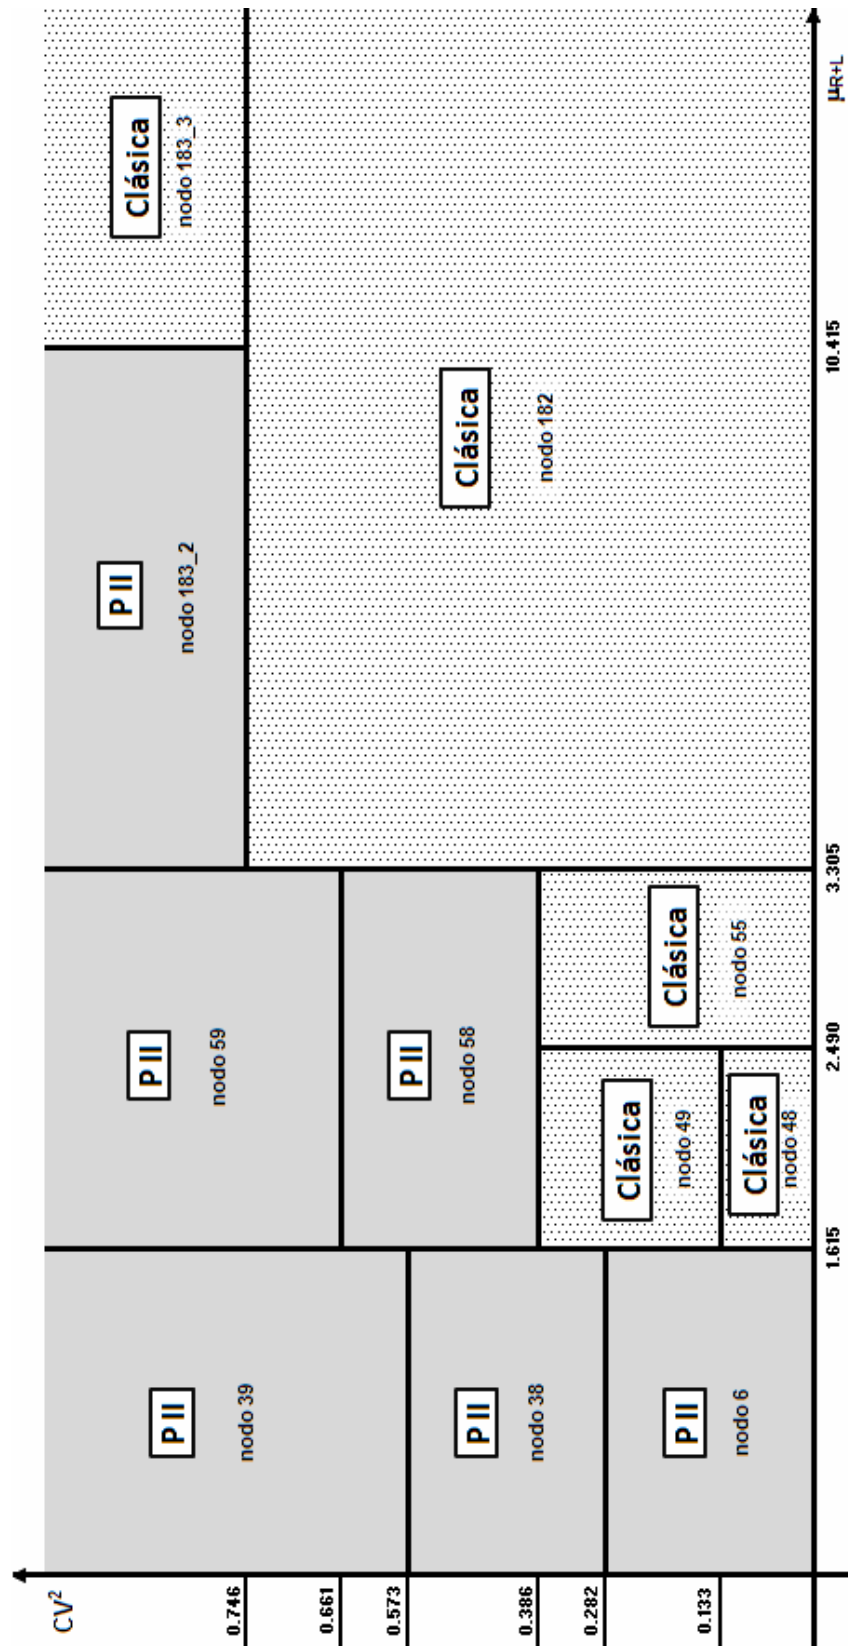 CV²
0.746
0.661
0.573
0.386
0.282
0.133
P II
nodo 39
P II
nodo 38
P II
nodo 6
P II
nodo 59
P II
nodo 58
Clásica
nodo 49
Clásica
nodo 48
Clásica
nodo 55
P II
nodo 183_2
Clásica
nodo 182
Clásica
nodo 183_3
1.615
2.490
3.305
10.415
μR+L